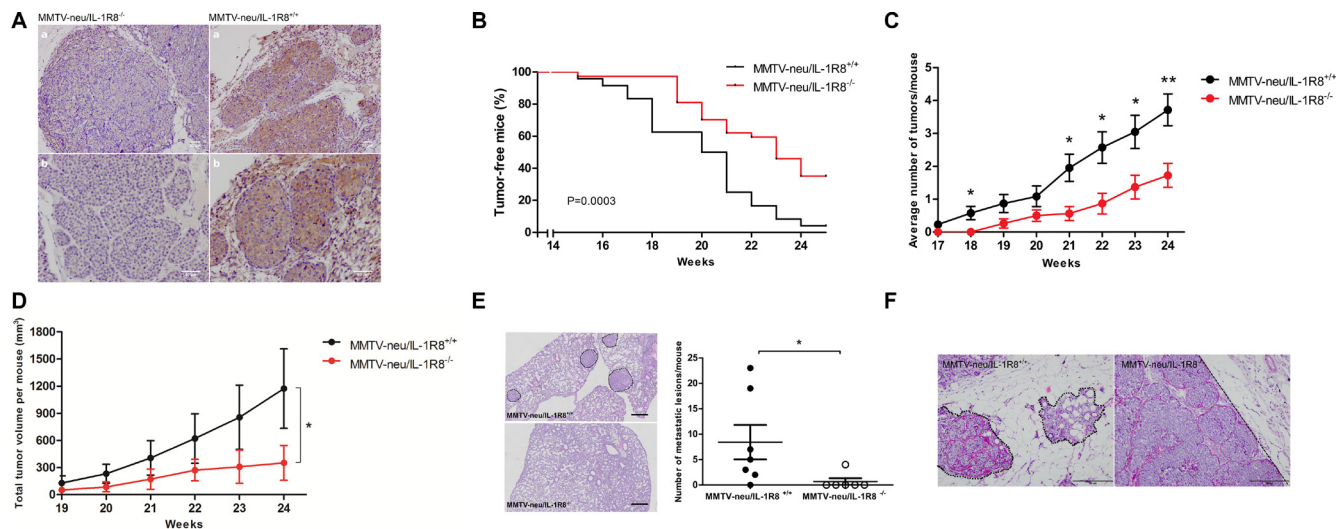 A
MMTV-neu/IL-1R8-/-
MMTV-neu/IL-1R8+/+
a
a
b
b
B
Tumor-free mice (%)
100
80
60
40
20
0
14 16 18 20 22 24
Weeks
P=0.0003
MMTV-neu/IL-1R8+/+
MMTV-neu/IL-1R8-/-
C
Average number of tumors/mouse
5
4
3
2
1
0
17 18 19 20 21 22 23 24
Weeks
* * * * **
MMTV-neu/IL-1R8+/+
MMTV-neu/IL-1R8-/-
D
Total tumor volume per mouse (mm3)
1800
1500
1200
900
600
300
0
19 20 21 22 23 24
Weeks
*
MMTV-neu/IL-1R8+/+
MMTV-neu/IL-1R8-/-
E
MMTV-neu/IL-1R8+/+
MMTV-neu/IL-1R8-/-
Number of metastatic lesions/mouse
25
20
15
10
5
0
*
MMTV-neu/IL-1R8 +/+
MMTV-neu/IL-1R8 -/-
F
MMTV-neu/IL-1R8+/+
MMTV-neu/IL-1R8-/-